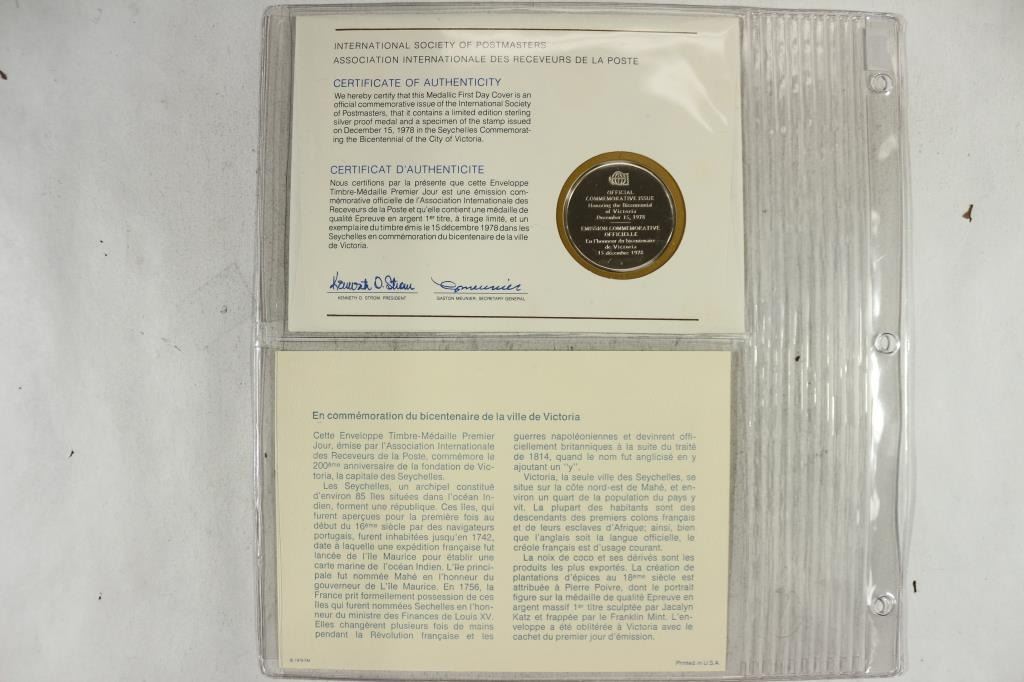 INTERNATIONAL SOCIETY OF POSTMASTERS
ASSOCIATION INTERNATIONALE DES RECEVEURS DE LA POSTE
CERTIFICATE OF AUTHENTICITY
We hereby certify that this Medallic First Day Cover is an
official commemorative issue of the International Society
of Postmasters, that it contains a limited edition sterling
silver proof medal and a specimen of the stamp issued
on December 15, 1978 in the Seychelles Commemorat-
ing the Bicentennial of the City of Victoria.
CERTIFICAT D'AUTHENTICITE
Nous certifions par la présente que cette Enveloppe
Timbre-Médaille Premier Jour est une émission com-
mémorative officielle de l'Association Internationale des
Receveurs de la Poste et qu'elle contient une médaille de
qualité Epreuve en argent 1er titre, à tirage limité, et un
exemplaire du timbre émis le 15 décembre 1978 dans les
Seychelles en commémoration du bicentenaire de la ville
de Victoria.
Kenneth O. Strom
KENNETH O. STROM, PRESIDENT
GMeunier
GASTON MEUNIER, SECRETARY GENERAL
OFFICIAL
COMMEMORATIVE ISSUE
Honoring the Bicentennial
of Victoria
December 15, 1978
EMISSION COMMEMORATIVE
OFFICIELLE
En l'honneur du bicentenaire
de Victoria
15 décembre 1978
En commémoration du bicentenaire de la ville de Victoria
Cette Enveloppe Timbre-Médaille Premier
Jour, émise par l'Association Internationale
des Receveurs de la Poste, commémore le
200ème anniversaire de la fondation de Vic-
toria, la capitale des Seychelles.
Les Seychelles, un archipel constitué
d'environ 85 îles situées dans l'océan In-
dien, forment une république. Ces îles, qui
furent aperçues pour la première fois au
début du 16ème siècle par des navigateurs
portugais, furent inhabitées jusqu'en 1742,
date à laquelle une expédition française fut
lancée de l'île Maurice pour établir une
carte marine de l'océan Indien. L'île princi-
pale fut nommée Mahé en l'honneur du
gouverneur de L'île Maurice. En 1756, la
France prit formellement possession de ces
îles qui furent nommées Sechelles en l'hon-
neur du ministre des Finances de Louis XV.
Elles changèrent plusieurs fois de mains
pendant la Révolution française et les
guerres napoléoniennes et devinrent offi-
ciellement britanniques à la suite du traité
de 1814, quand le nom fut anglicisé en y
ajoutant un "y".
Victoria, la seule ville des Seychelles, se
situe sur la côte nord-est de Mahé, et en-
viron un quart de la population du pays y
vit. La plupart des habitants sont des
descendants des premiers colons français
et de leurs esclaves d'Afrique; ainsi, bien
que l'anglais soit la langue officielle, le
créole français est d'usage courant.
La noix de coco et ses dérivés sont les
produits les plus exportés. La création de
plantations d'épices au 18ème siècle est
attribuée à Pierre Poivre, dont le portrait
figure sur la médaille de qualité Epreuve en
argent massif 1er titre sculptée par Jacalyn
Katz et frappée par le Franklin Mint. L'en-
veloppe a été oblitérée à Victoria avec le
cachet du premier jour d'émission.
© 1979 FM
Printed in U.S.A.